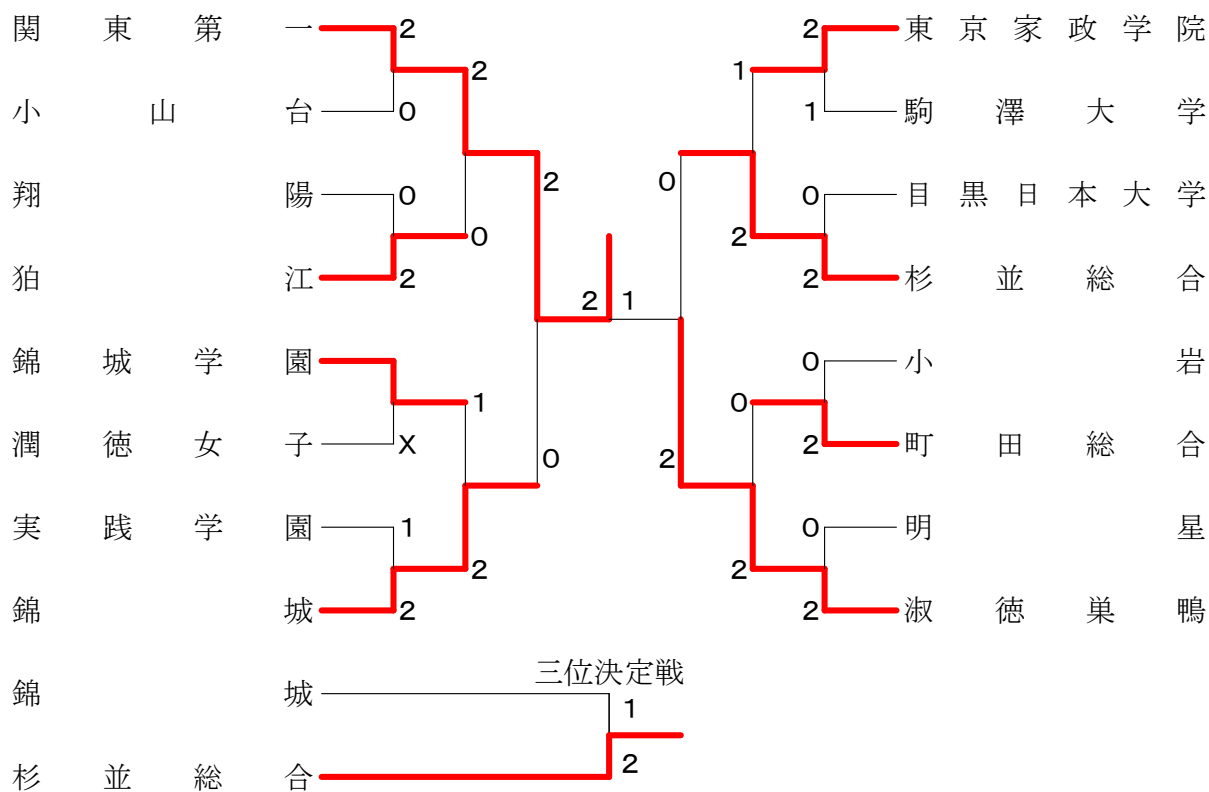 関東第一 2 2 東京家政学院
2 1
小山台 0 1 駒澤大学
2 0
翔陽 0 0 目黒日本大学
0 2
狛江 2 2 杉並総合
2 1
錦城学園 0 小岩
1 0
潤徳女子 X 2 町田総合
0 2
実践学園 1 0 明星
2 2
錦城 2 2 淑徳巣鴨
三位決定戦
錦城
1
2
杉並総合